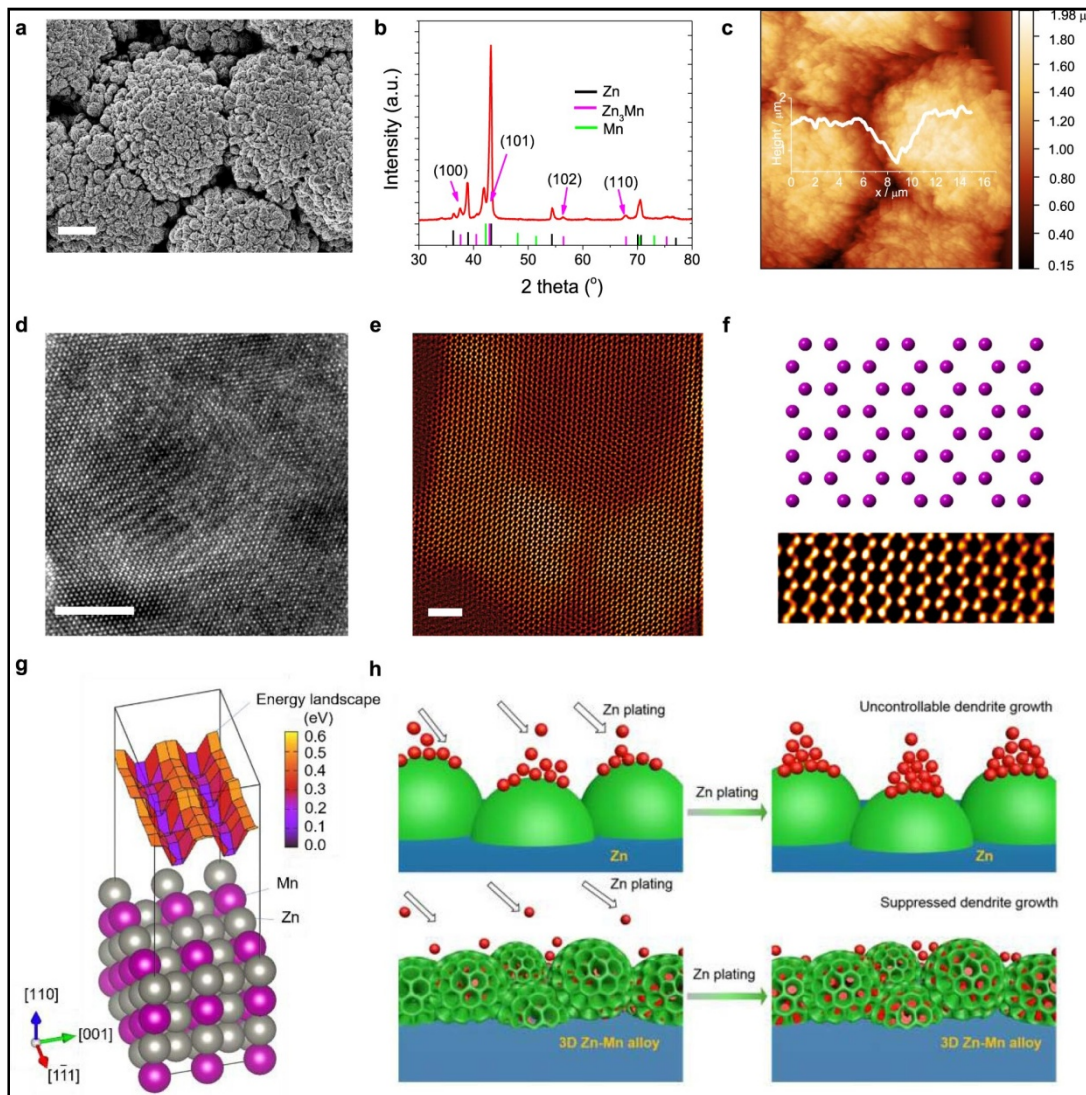 a
b
Intensity (a.u.)
Zn
Zn3Mn
Mn
(100)
(101)
(102)
(110)
30 40 50 60 70 80
2 theta (°)
c
Height / μm
2
1
0 2 4 6 8 10 12 14 16
x / μm
1.98 μ
1.80
1.60
1.40
1.20
1.00
0.80
0.60
0.40
0.15
d
e
f
g
Energy landscape
(eV)
0.6
0.5
0.4
0.3
0.2
0.1
0.0
Mn
Zn
[110]
[001]
[11̄1]
h
Zn plating
Zn
Zn plating
Uncontrollable dendrite growth
Zn
Zn plating
3D Zn-Mn alloy
Zn plating
Suppressed dendrite growth
3D Zn-Mn alloy